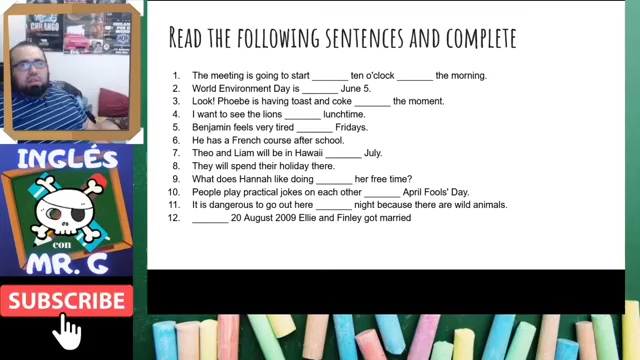 READ THE FOLLOWING SENTENCES AND COMPLETE
1. The meeting is going to start _______ ten o'clock _______ the morning.
2. World Environment Day is _______ June 5.
3. Look! Phoebe is having toast and coke _______ the moment.
4. I want to see the lions _______ lunchtime.
5. Benjamin feels very tired _______ Fridays.
6. He has a French course after school.
7. Theo and Liam will be in Hawaii _______ July.
8. They will spend their holiday there.
9. What does Hannah like doing _______ her free time?
10. People play practical jokes on each other _______ April Fools' Day.
11. It is dangerous to go out here _______ night because there are wild animals.
12. _______ 20 August 2009 Ellie and Finley got married
CHILANGO
INGLÉS
con
MR. G
SUBSCRIBE